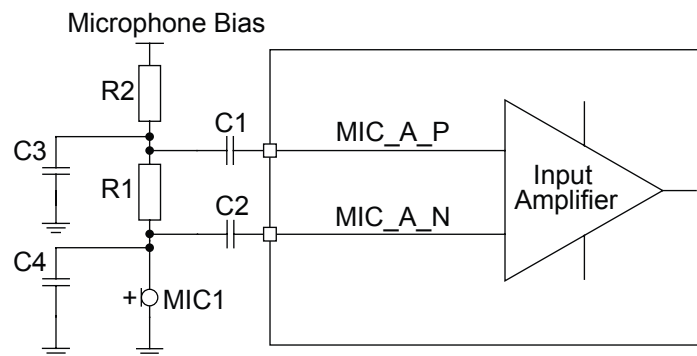 Microphone Bias
R2
C1
MIC_A_P
C3
R1
Input
Amplifier
C2
MIC_A_N
C4
+
MIC1